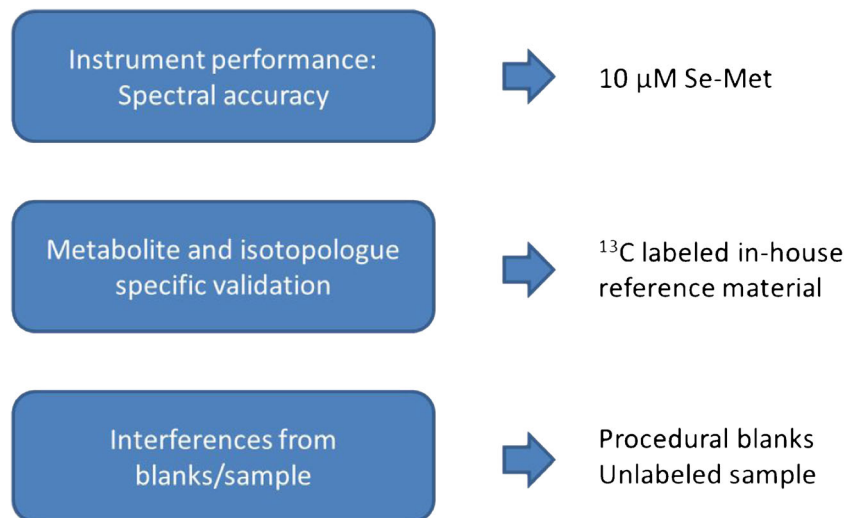 Instrument performance:
Spectral accuracy
10 µM Se-Met
Metabolite and isotopologue
specific validation
¹³C labeled in-house
reference material
Interferences from
blanks/sample
Procedural blanks
Unlabeled sample